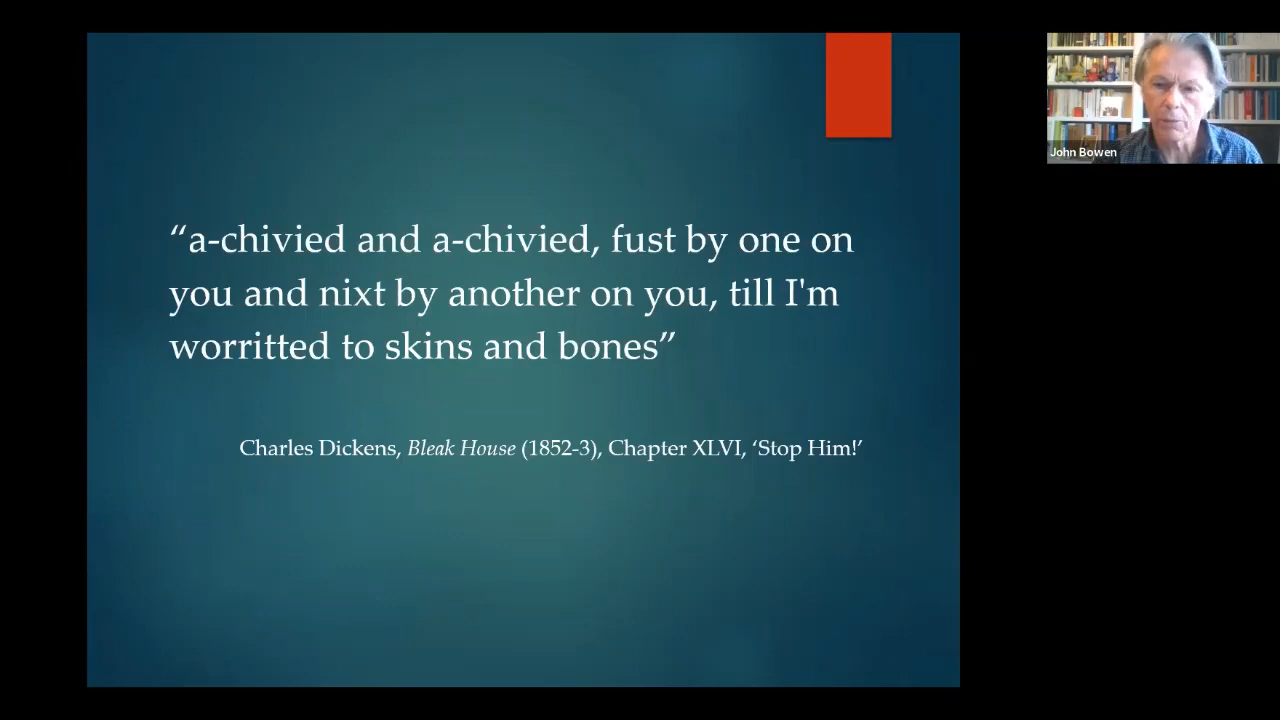 “a-chivied and a-chivied, fust by one on
you and nixt by another on you, till I'm
worritted to skins and bones”
Charles Dickens, Bleak House (1852-3), Chapter XLVI, ‘Stop Him!’
John Bowen